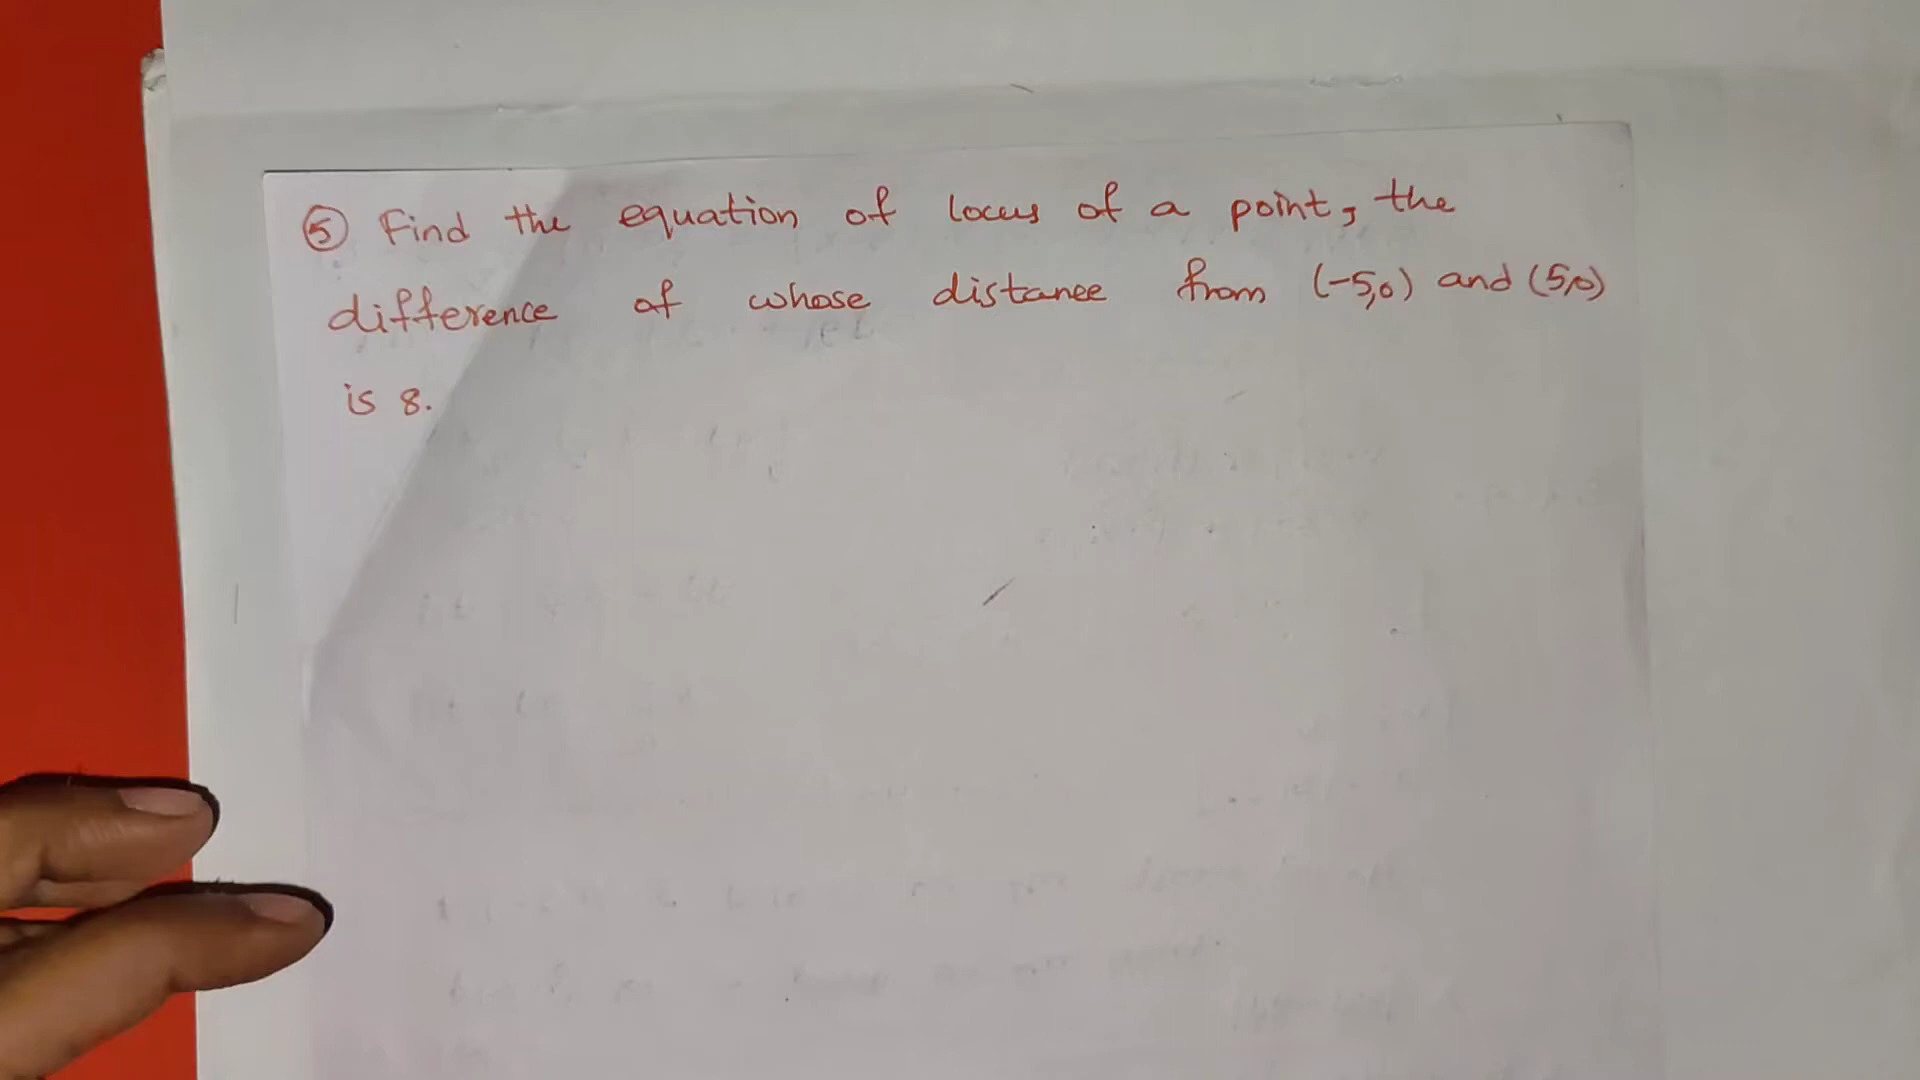 ⑤ Find the equation of locus of a point, the
difference of whose distance from (-5,0) and (5,0)
is 8.